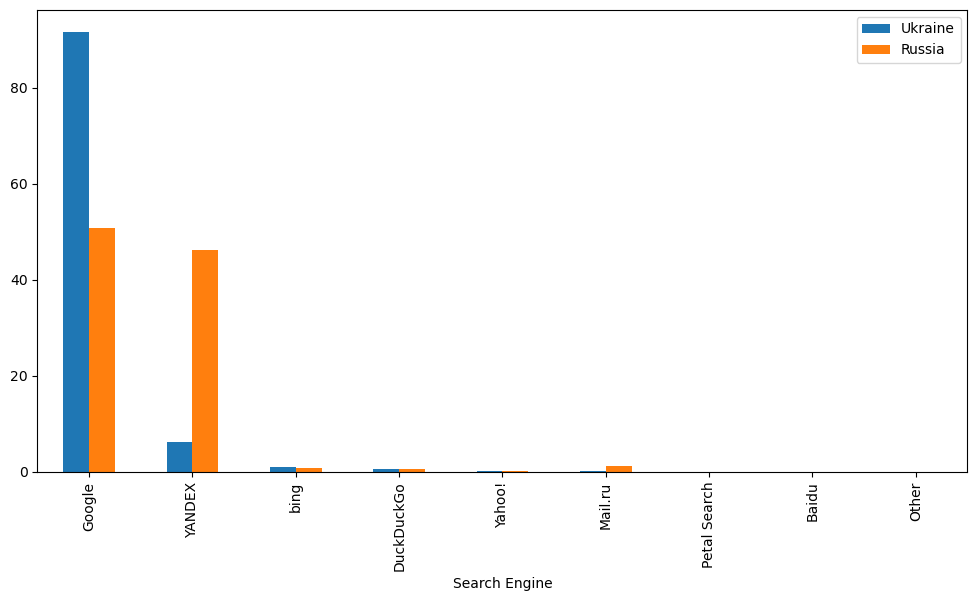 Ukraine
Russia
80
60
40
20
0
Google
YANDEX
bing
DuckDuckGo
Yahoo!
Mail.ru
Petal Search
Baidu
Other
Search Engine